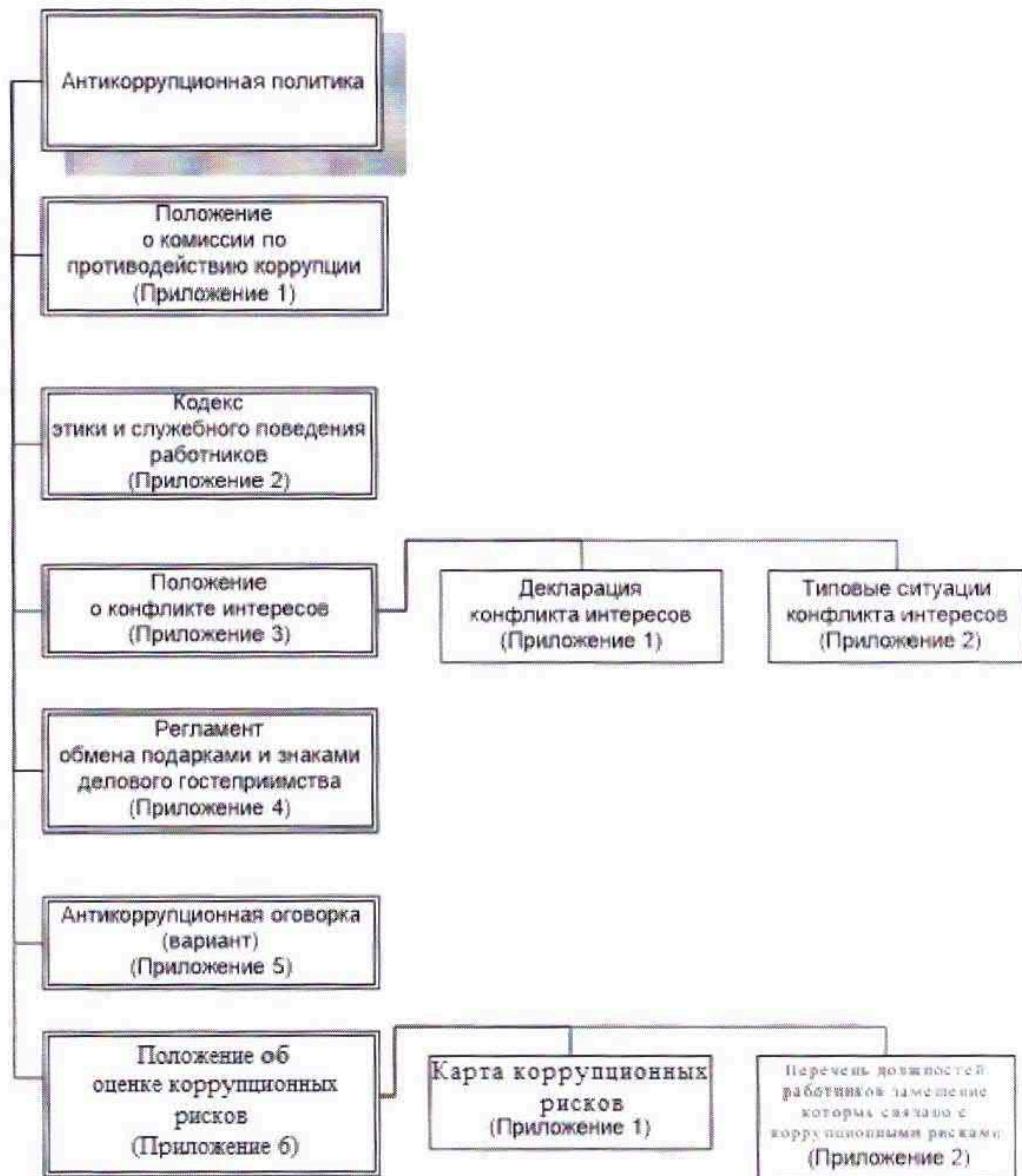 Антикоррупционная политика
Положение
о комиссии по
противодействию коррупции
(Приложение 1)
Кодекс
этики и служебного поведения
работников
(Приложение 2)
Положение
о конфликте интересов
(Приложение 3)
Декларация
конфликта интересов
(Приложение 1)
Типовые ситуации
конфликта интересов
(Приложение 2)
Регламент
обмена подарками и знаками
делового гостеприимства
(Приложение 4)
Антикоррупционная оговорка
(вариант)
(Приложение 5)
Положение об
оценке коррупционных
рисков
(Приложение 6)
Карта коррупционных
рисков
(Приложение 1)
Перечень должностей
работников замещение
которых связано с
коррупционными рисками
(Приложение 2)